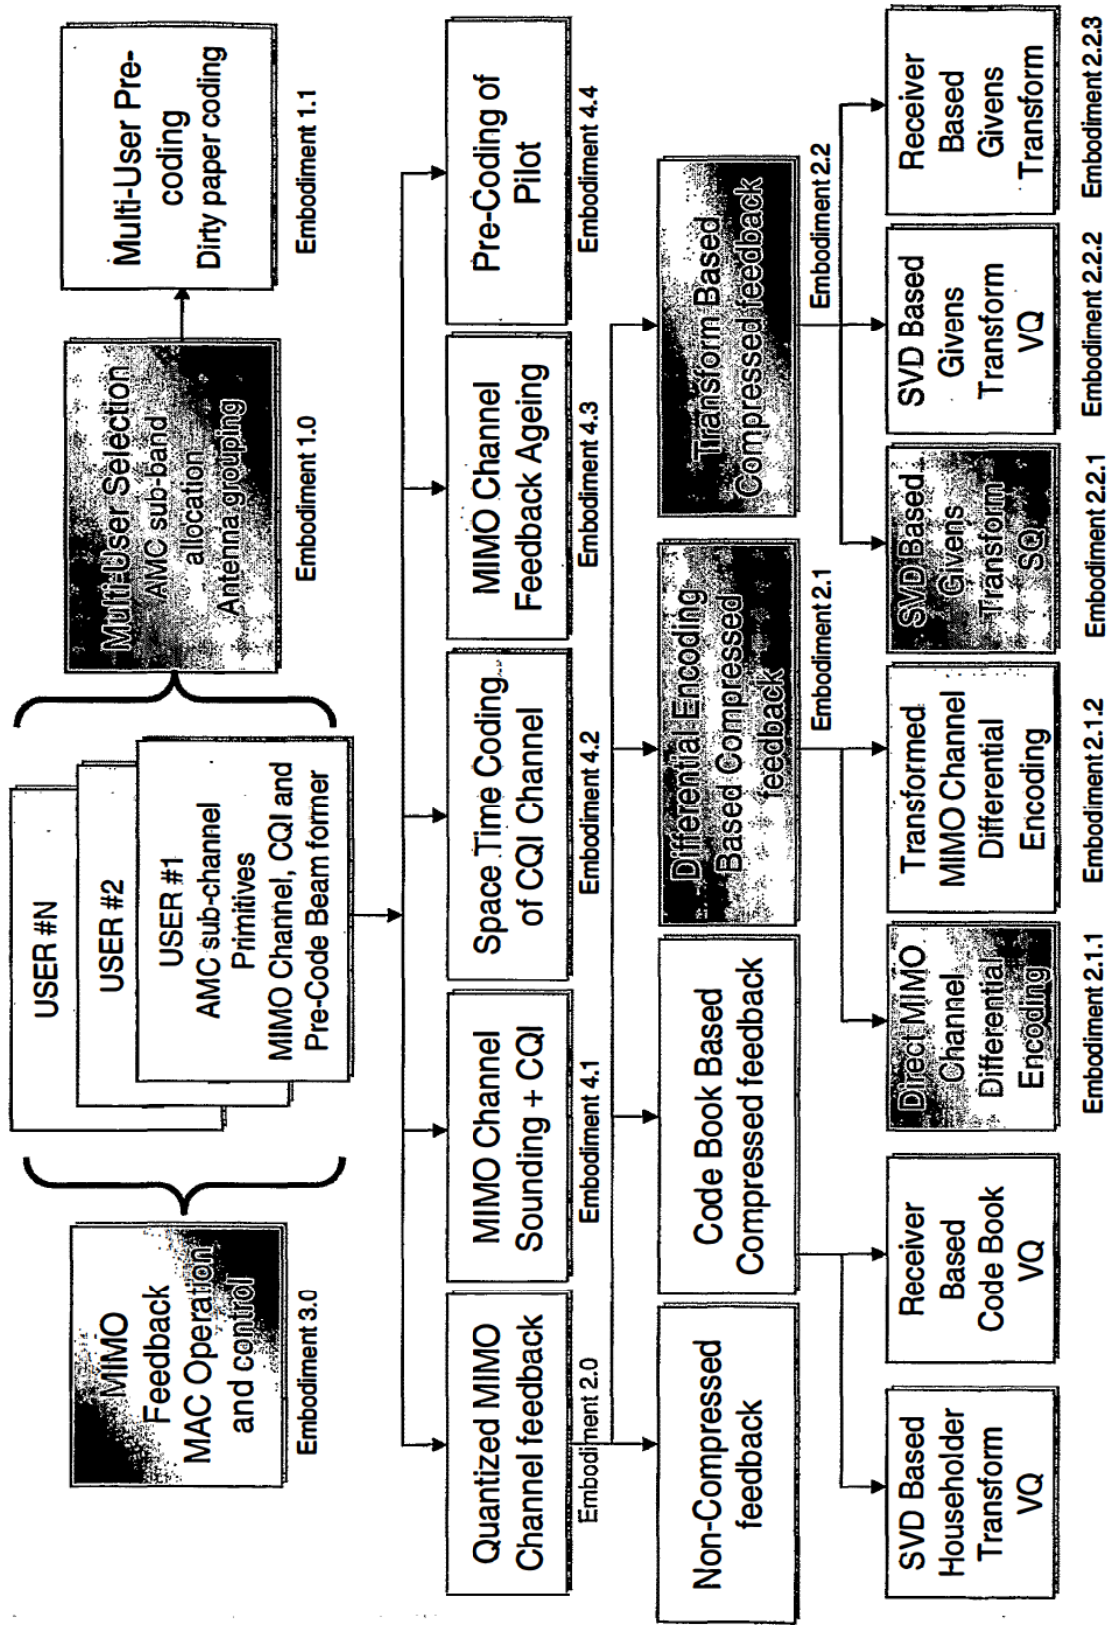 MIMO
Feedback
MAC Operation
and control
Embodiment 3.0
USER #N
USER #2
USER #1
AMC sub-channel
Primitives
MIMO Channel, CQI and
Pre-Code Beam former
Multi-User Selection
AMC sub-band
allocation
Antenna grouping
Embodiment 1.0
Multi-User Pre-
coding
Dirty paper coding
Embodiment 1.1
Quantized MIMO
Channel feedback
Embodiment 2.0
MIMO Channel
Sounding + CQI
Embodiment 4.1
Space Time Coding
of CQI Channel
Embodiment 4.2
MIMO Channel
Feedback Ageing
Embodiment 4.3
Pre-Coding of
Pilot
Embodiment 4.4
Non-Compressed
feedback
Code Book Based
Compressed feedback
Differential Encoding
Based Compressed
feedback
Embodiment 2.1
Transform Based
Compressed feedback
Embodiment 2.2
SVD Based
Householder
Transform
VQ
Receiver
Based
Code Book
VQ
Direct MIMO
Channel
Differential
Encoding
Embodiment 2.1.1
Transformed
MIMO Channel
Differential
Encoding
Embodiment 2.1.2
SVD Based
Givens
Transform
SQ
Embodiment 2.2.1
SVD Based
Givens
Transform
VQ
Embodiment 2.2.2
Receiver
Based
Givens
Transform
Embodiment 2.2.3